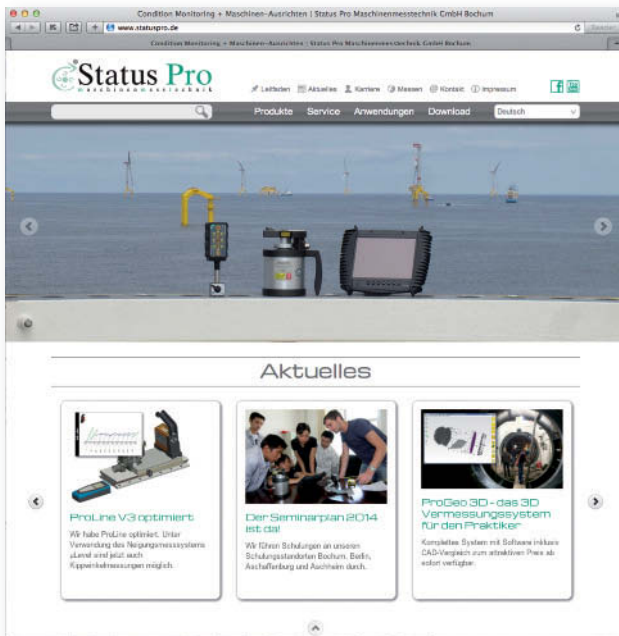 Condition Monitoring + Maschinen-Ausrichten | Status Pro Maschinenmesstechnik GmbH Bochum
www.statuspro.de
Condition Monitoring + Maschinen-Ausrichten | Status Pro Maschinenmesstechnik GmbH Bochum
Status Pro
maschinenmesstechnik
Leitfaden Aktuelles Karriere Messen Kontakt Impressum
Produkte Service Anwendungen Download Deutsch
Aktuelles
ProLine V3 optimiert
Wir habe ProLine optimiert. Unter
Verwendung des Neigungsmesssystems
µLevel sind jetzt auch
Kippwinkelmessungen möglich.
Der Seminarplan 2014
ist da!
Wir führen Schulungen an unseren
Schulungsstandorten Bochum, Berlin,
Aschaffenburg und Aschheim durch.
ProGeo 3D - das 3D
Vermessungssystem
für den Praktiker
Komplettes System mit Software inklusiv
CAD-Vergleich zum attraktiven Preis ab
sofort verfügbar.